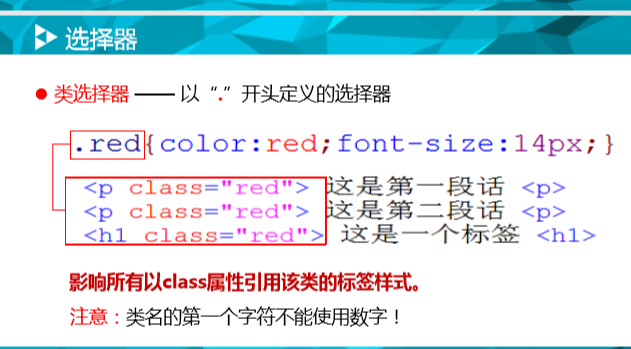 选择器
类选择器 —— 以“.”开头定义的选择器
.red{color:red;font-size:14px;}
<p class="red"> 这是第一段话 <p>
<p class="red"> 这是第二段话 <p>
<h1 class="red"> 这是一个标签 <h1>
影响所有以class属性引用该类的标签样式。
注意：类名的第一个字符不能使用数字！